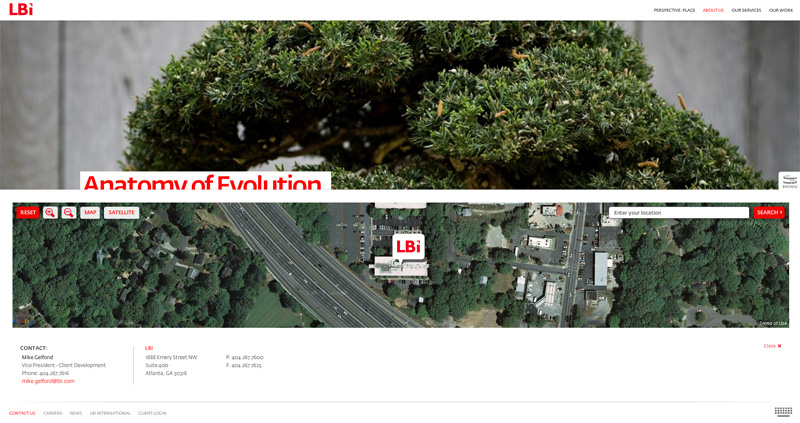 LBi
PERSPECTIVE: PLACE ABOUT US OUR SERVICES OUR WORK
Anatomy of Evolution
BROWSE
RESET MAP SATELLITE Enter your location SEARCH >
LBi
Terms of Use
CONTACT:
Mike Gelfond
Vice President - Client Development
Phone: 404.267.7616
mike.gelfond@lbi.com
LBi
1888 Emery Street NW
Suite 400
Atlanta, GA 30318
P: 404.267.7600
F: 404.267.7625
Close ×
CONTACT US CAREERS NEWS LBI INTERNATIONAL CLIENT LOGIN